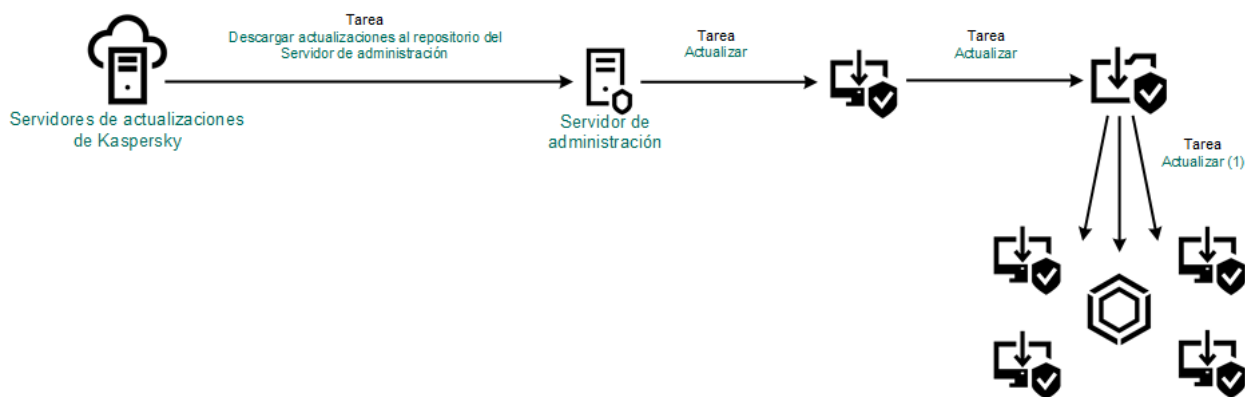 Tarea
Descargar actualizaciones al repositorio del
Servidor de administración
Tarea
Actualizar
Tarea
Actualizar
Servidores de actualizaciones
de Kaspersky
Servidor de
administración
Tarea
Actualizar (1)